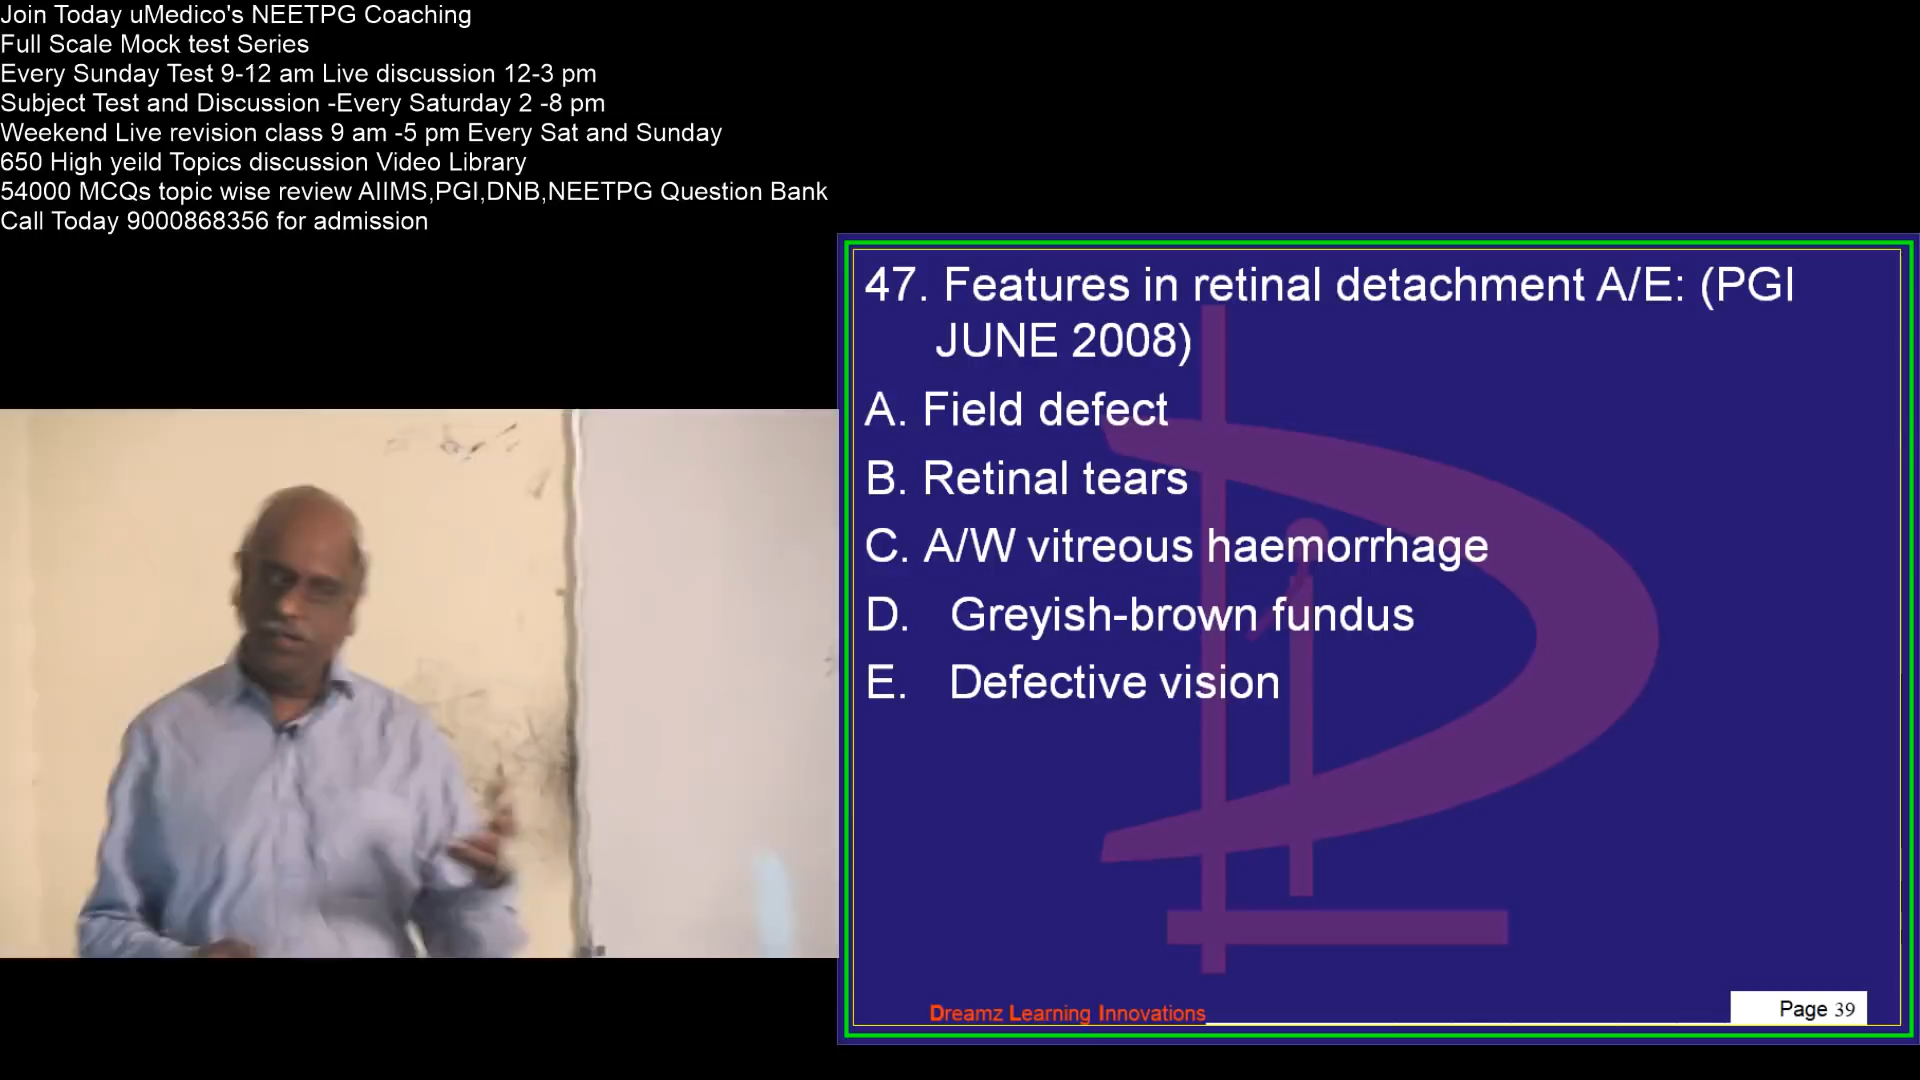 Join Today uMedico's NEETPG Coaching
Full Scale Mock test Series
Every Sunday Test 9-12 am Live discussion 12-3 pm
Subject Test and Discussion -Every Saturday 2 -8 pm
Weekend Live revision class 9 am -5 pm Every Sat and Sunday
650 High yeild Topics discussion Video Library
54000 MCQs topic wise review AIIMS,PGI,DNB,NEETPG Question Bank
Call Today 9000868356 for admission
47. Features in retinal detachment A/E: (PGI
JUNE 2008)
A. Field defect
B. Retinal tears
C. A/W vitreous haemorrhage
D. Greyish-brown fundus
E. Defective vision
Dreamz Learning Innovations
Page 39